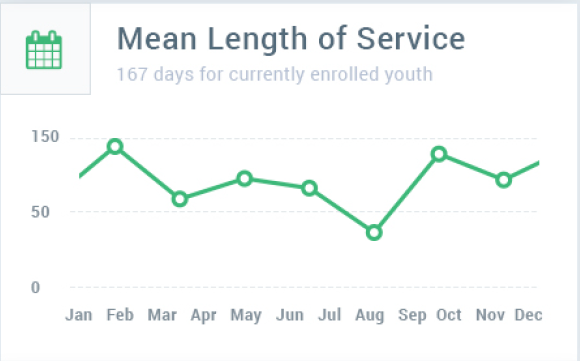 Mean Length of Service
167 days for currently enrolled youth
150
50
0
Jan Feb Mar Apr May Jun Jul Aug Sep Oct Nov Dec